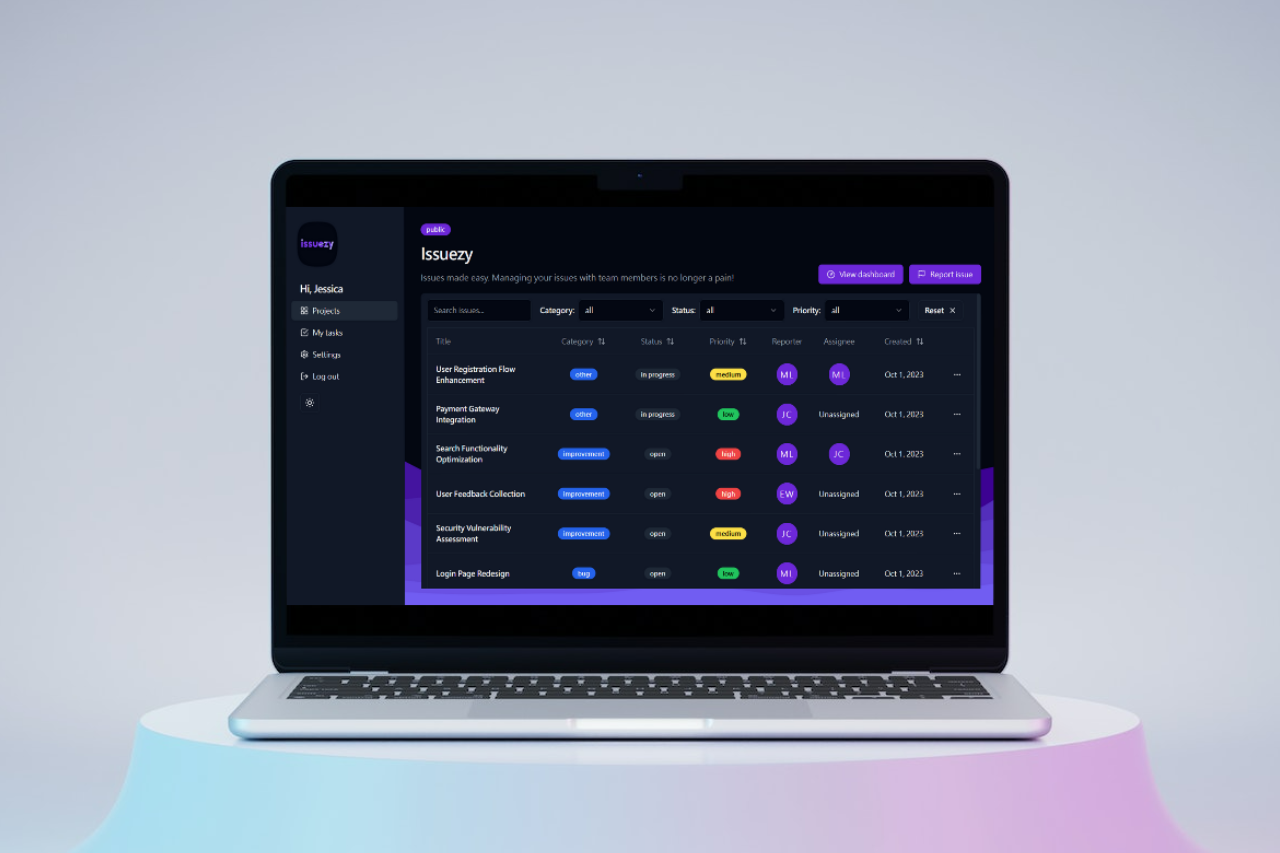 issuezy
Hi, Jessica
Projects
My tasks
Settings
Log out
public
Issuezy
Issues made easy. Managing your issues with team members is no longer a pain!
View dashboard
Report issue
Search issues...
Category: all
Status: all
Priority: all
Reset X
Title Category Status Priority Reporter Assignee Created
User Registration Flow
Enhancement
other in progress medium ML ML Oct 1, 2023 ...
Payment Gateway
Integration
other in progress low JC Unassigned Oct 1, 2023 ...
Search Functionality
Optimization
improvement open high ML JC Oct 1, 2023 ...
User Feedback Collection improvement open high EW Unassigned Oct 1, 2023 ...
Security Vulnerability
Assessment
improvement open medium JC Unassigned Oct 1, 2023 ...
Login Page Redesign bug open low ML Unassigned Oct 1, 2023 ...